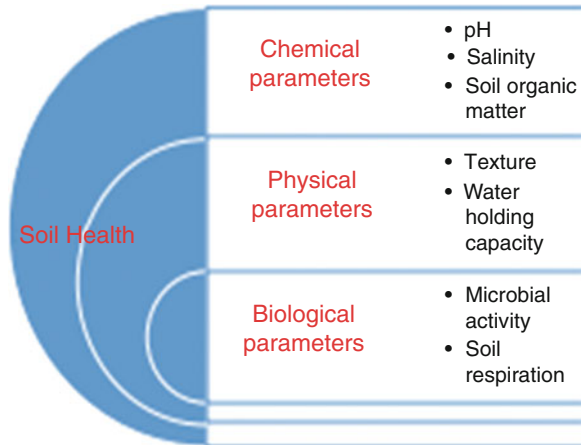 Soil Health
Chemical
parameters
• pH
• Salinity
• Soil organic
matter
Physical
parameters
• Texture
• Water
holding
capacity
Biological
parameters
• Microbial
activity
• Soil
respiration